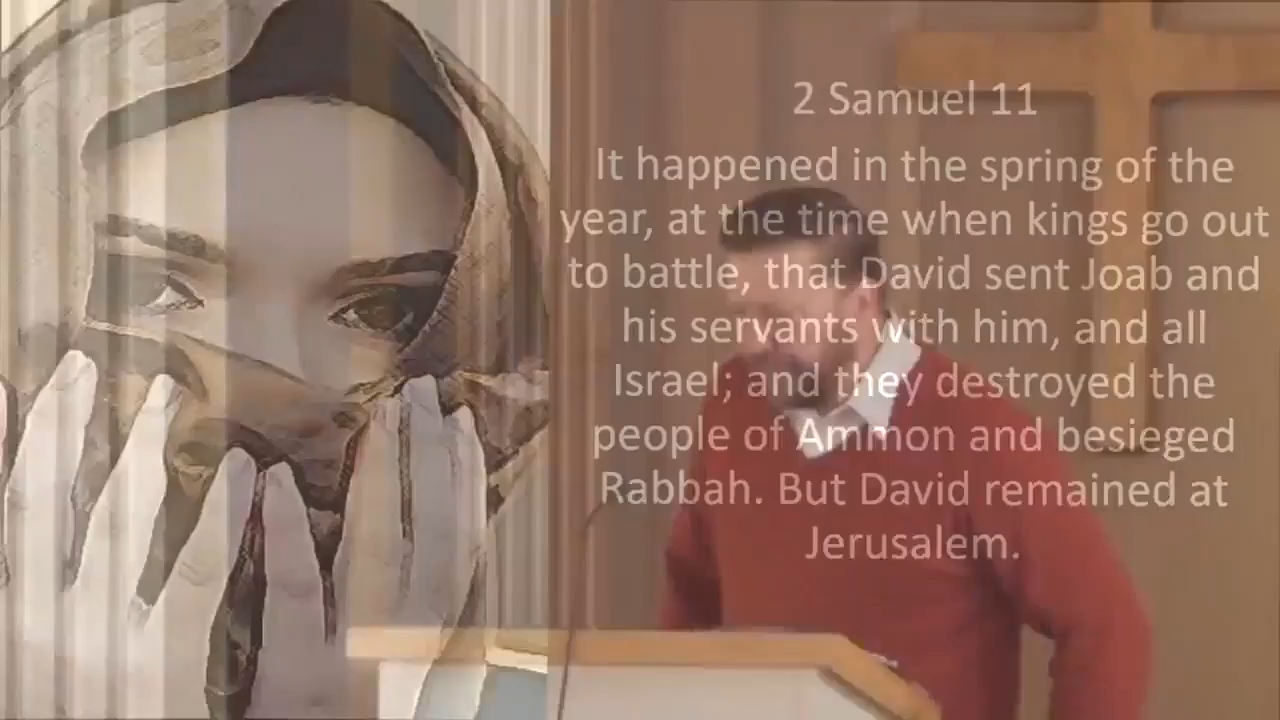 2 Samuel 11
It happened in the spring of the
year, at the time when kings go out
to battle, that David sent Joab and
his servants with him, and all
Israel; and they destroyed the
people of Ammon and besieged
Rabbah. But David remained at
Jerusalem.